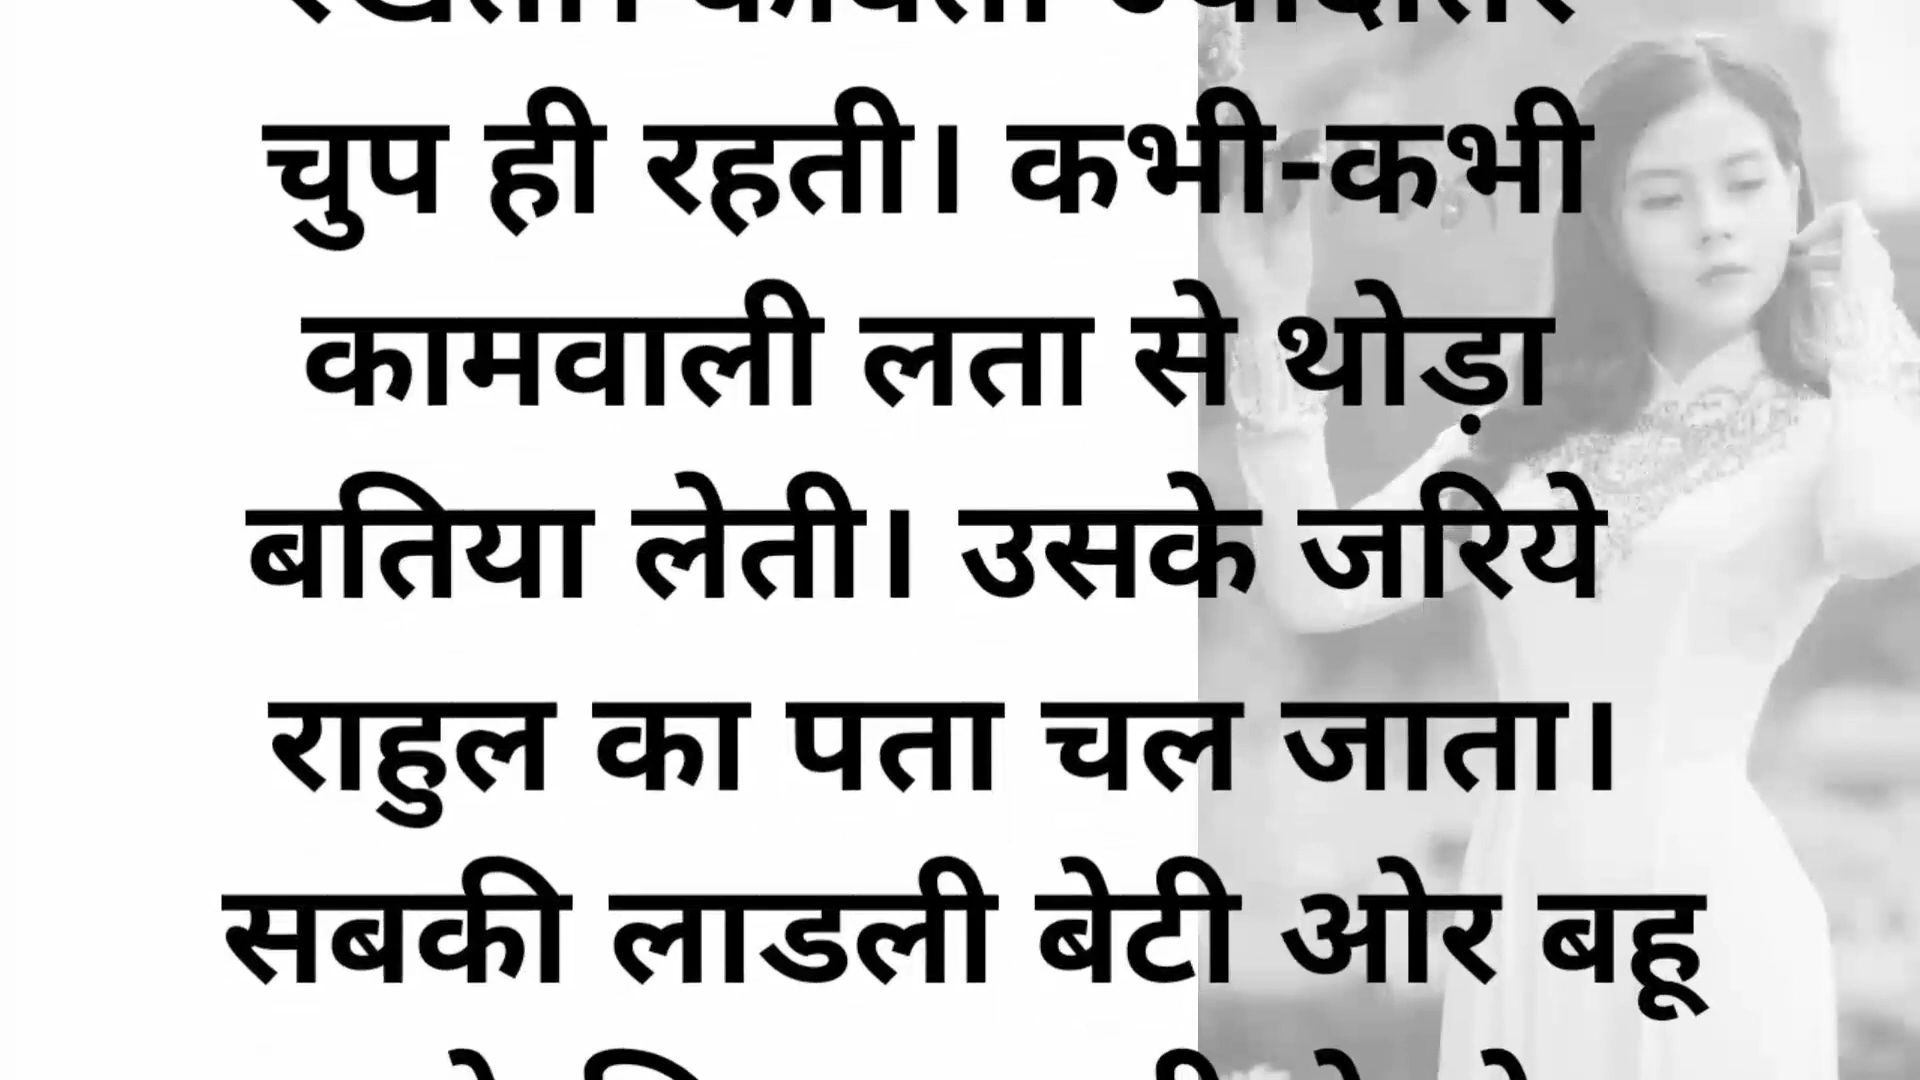 चुप ही रहती। कभी-कभी
कामवाली लता से थोड़ा
बतिया लेती। उसके जरिये
राहुल का पता चल जाता।
सबकी लाडली बेटी ओर बहू